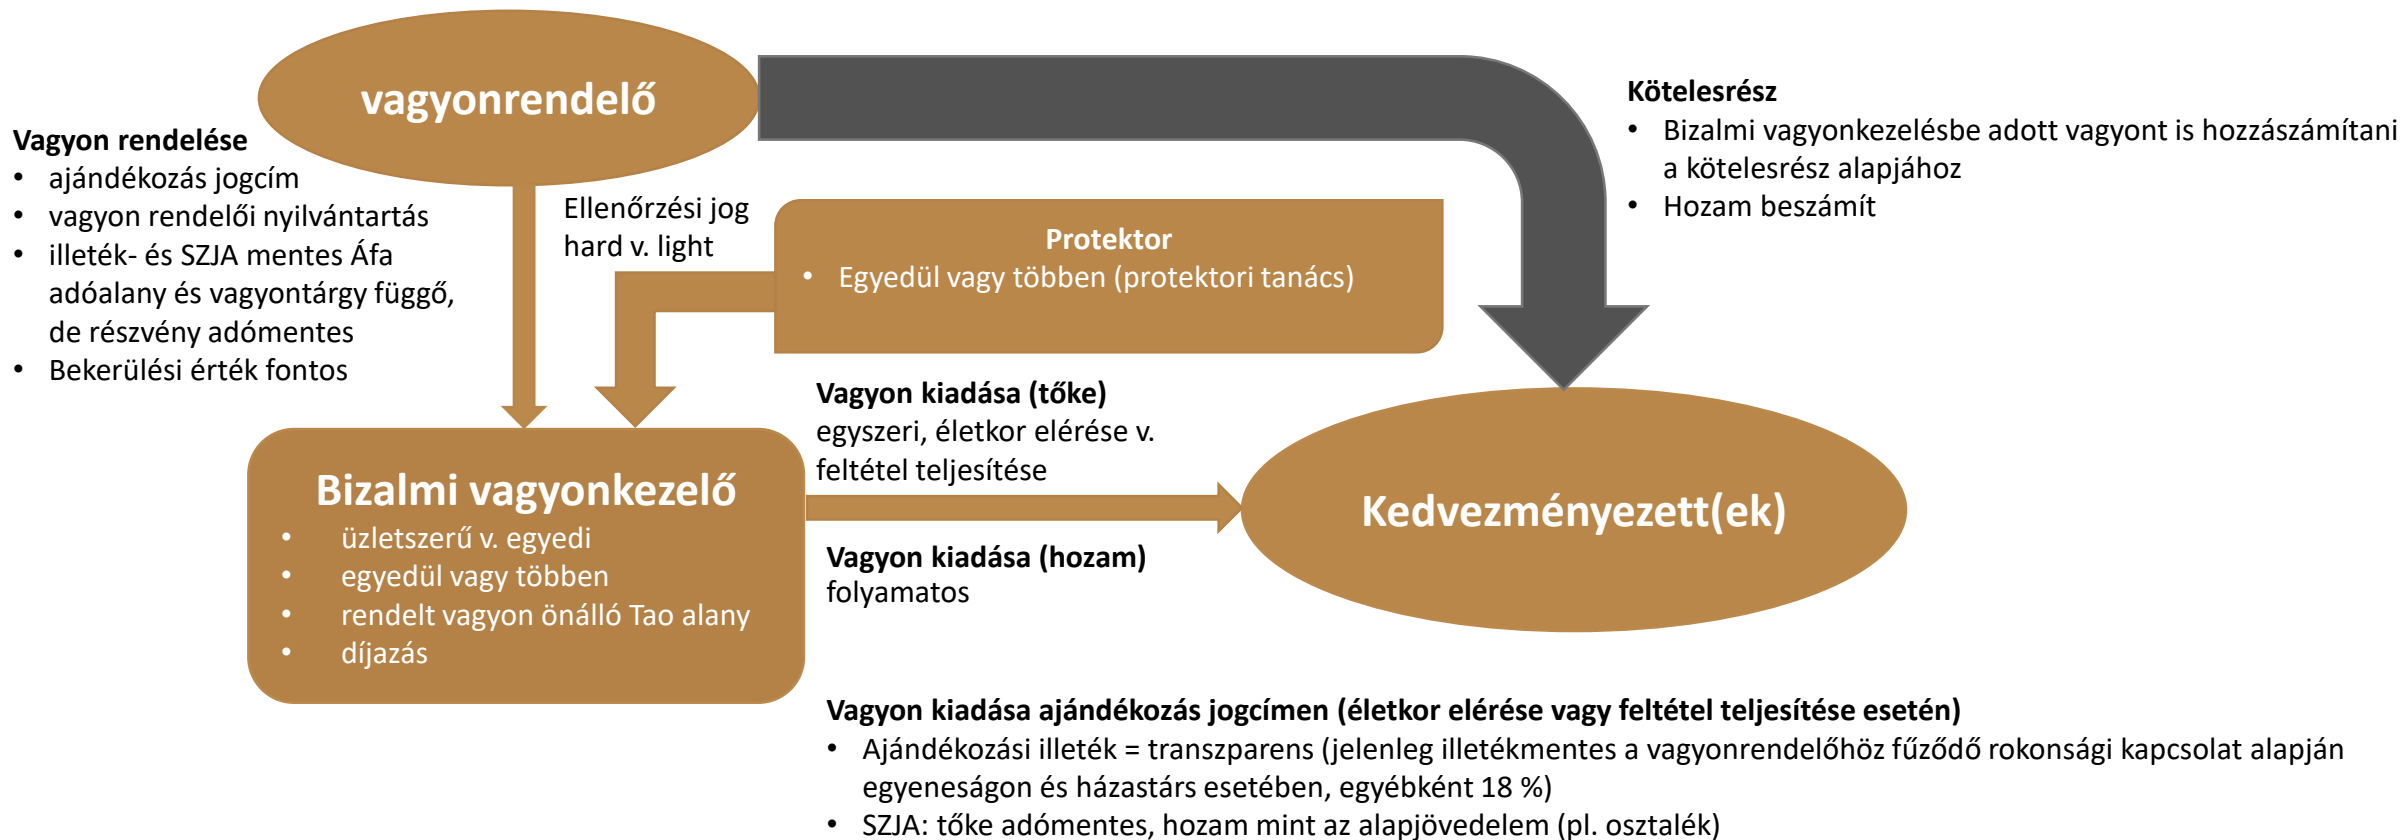 vagyonrendelő
Vagyon rendelése
• ajándékozás jogcím
• vagyon rendelői nyilvántartás
• illeték- és SZJA mentes Áfa
adóalany és vagyontárgy függő,
de részvény adómentes
• Bekerülési érték fontos
Ellenőrzési jog
hard v. light
Protektor
• Egyedül vagy többen (protektori tanács)
Kötelesrész
• Bizalmi vagyonkezelésbe adott vagyont is hozzászámítani
a kötelesrész alapjához
• Hozam beszámít
Bizalmi vagyonkezelő
• üzletszerű v. egyedi
• egyedül vagy többen
• rendelt vagyon önálló Tao alany
• díjazás
Vagyon kiadása (tőke)
egyszeri, életkor elérése v.
feltétel teljesítése
Vagyon kiadása (hozam)
folyamatos
Kedvezményezett(ek)
Vagyon kiadása ajándékozás jogcímen (életkor elérése vagy feltétel teljesítése esetén)
• Ajándékozási illeték = transzparens (jelenleg illetékmentes a vagyonrendelőhöz fűződő rokonsági kapcsolat alapján
egyeneságon és házastárs esetében, egyébként 18 %)
• SZJA: tőke adómentes, hozam mint az alapjövedelem (pl. osztalék)